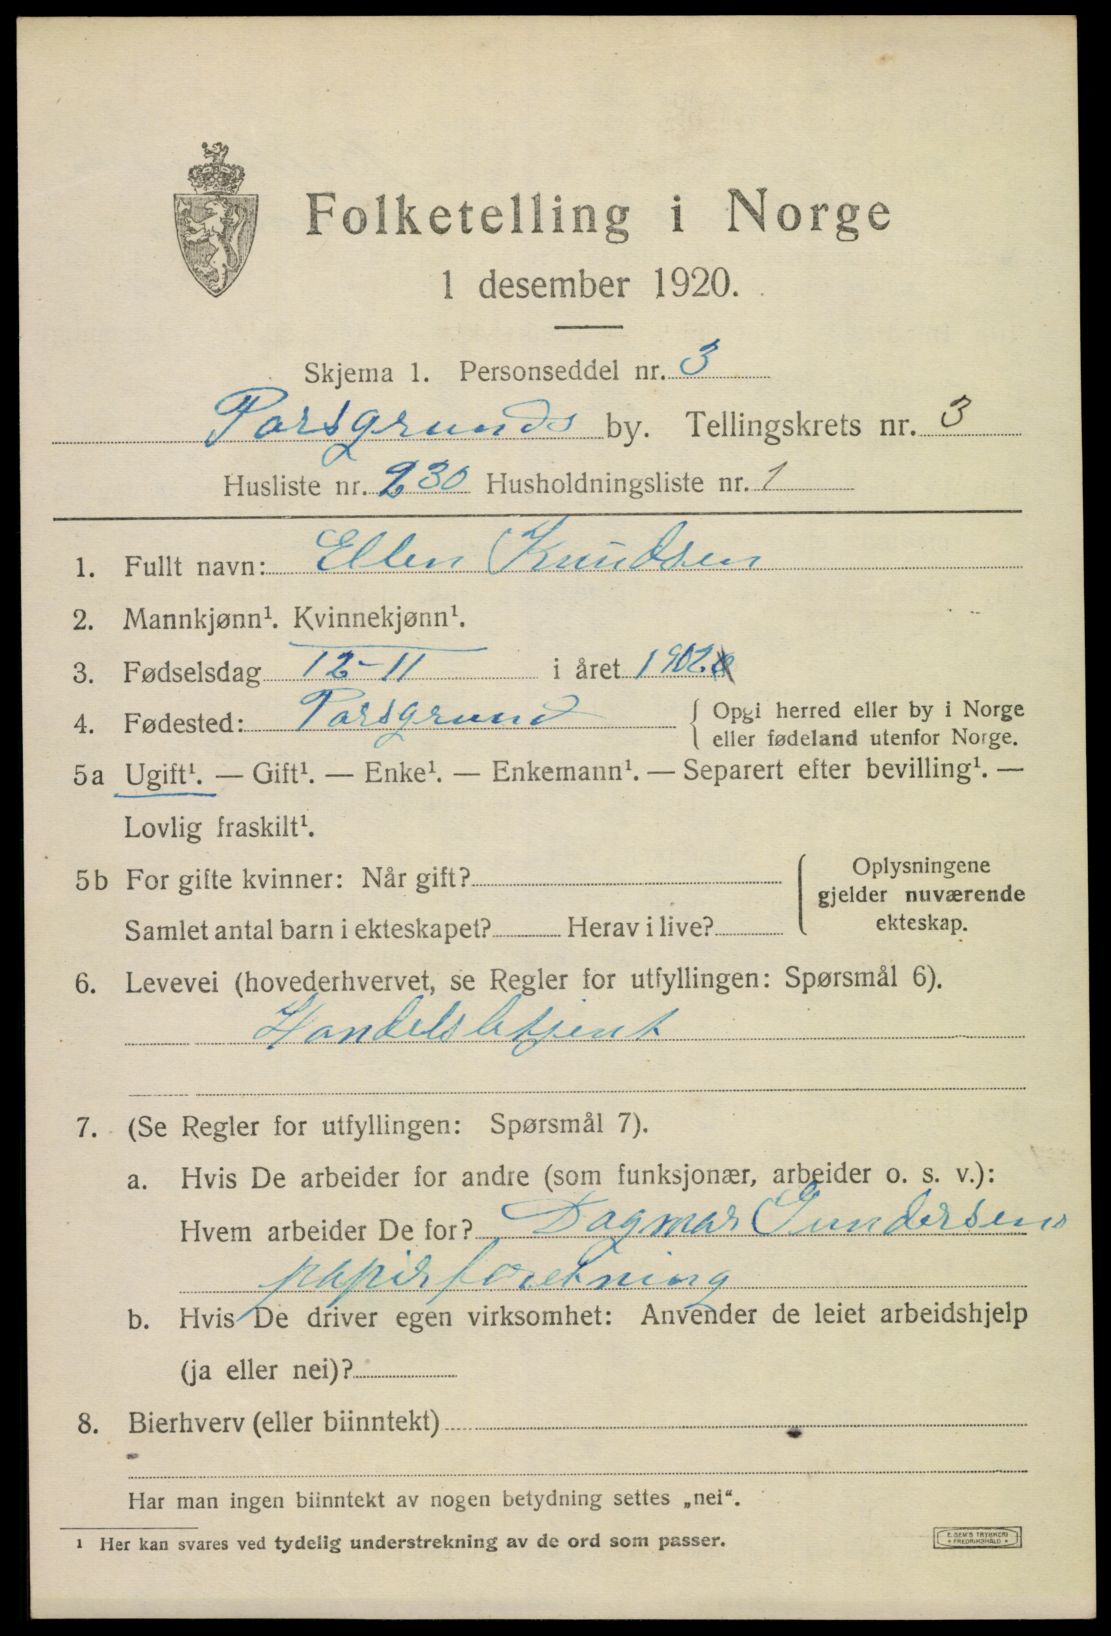 Folketelling i Norge
1 desember 1920.
Skjema 1. Personseddel nr. 3
Porsgrunds by. Tellingskrets nr. 3
Husliste nr. 230 Husholdningsliste nr. 1
1. Fullt navn: Ellen Knudsen
2. Mannkjønn¹. Kvinnekjønn¹.
3. Fødselsdag 12-11 i året 1902
4. Fødested: Porsgrund { Opgi herred eller by i Norge
eller fødeland utenfor Norge.
5a Ugift¹. — Gift¹. — Enke¹. — Enkemann¹. — Separert efter bevilling¹. —
Lovlig fraskilt¹.
5b For gifte kvinner: Når gift?
Samlet antal barn i ekteskapet? Herav i live?
{ Oplysningene
gjelder nuværende
ekteskap.
6. Levevei (hovederhvervet, se Regler for utfyllingen: Spørsmål 6).
Handelsbetjent
7. (Se Regler for utfyllingen: Spørsmål 7).
a. Hvis De arbeider for andre (som funksjonær, arbeider o. s. v.):
Hvem arbeider De for? Dagmar Gundersens
papirforretning
b. Hvis De driver egen virksomhet: Anvender de leiet arbeidshjelp
(ja eller nei)?
8. Bierhverv (eller biinntekt)
Har man ingen biinntekt av nogen betydning settes „nei“.
¹ Her kan svares ved tydelig understrekning av de ord som passer.
E. SEM'S TRYKKERI
FREDRIKSHALD